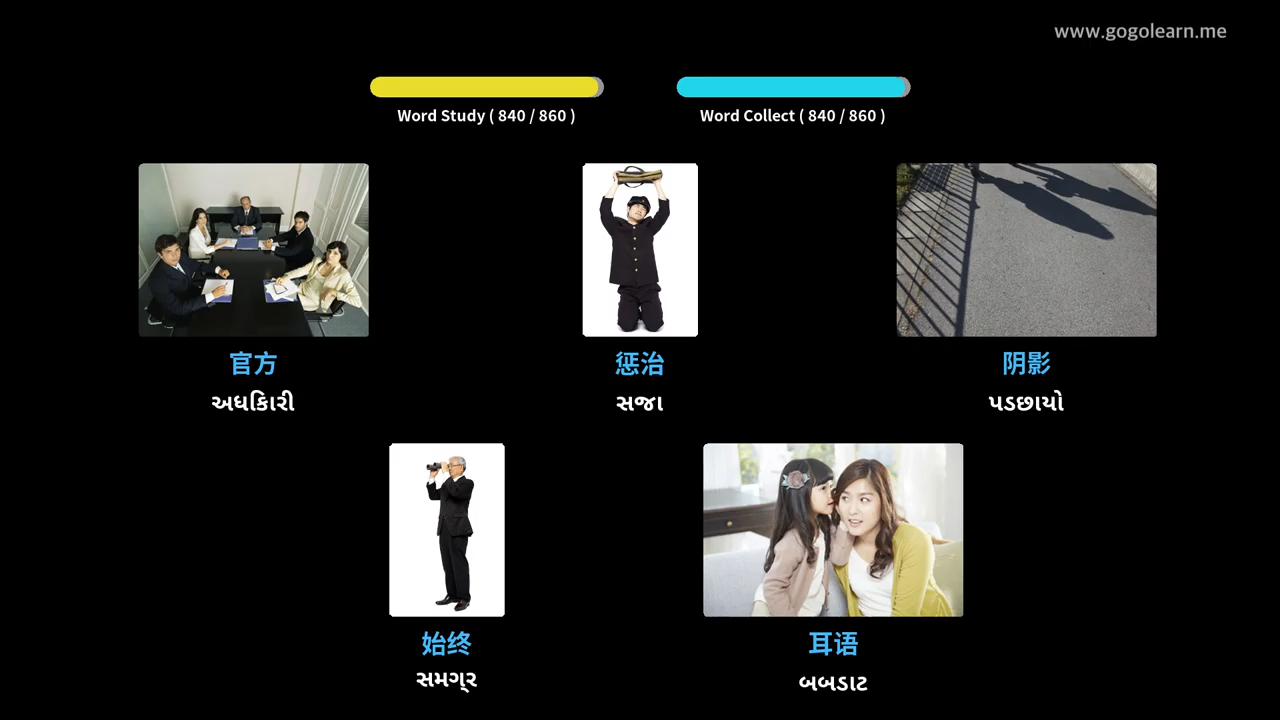 www.gogolearn.me
Word Study ( 840 / 860 )
Word Collect ( 840 / 860 )
官方
惩治
阴影
અધિકારી
સજા
પડછાયો
始终
耳语
સમગ્ર
બબડાટ